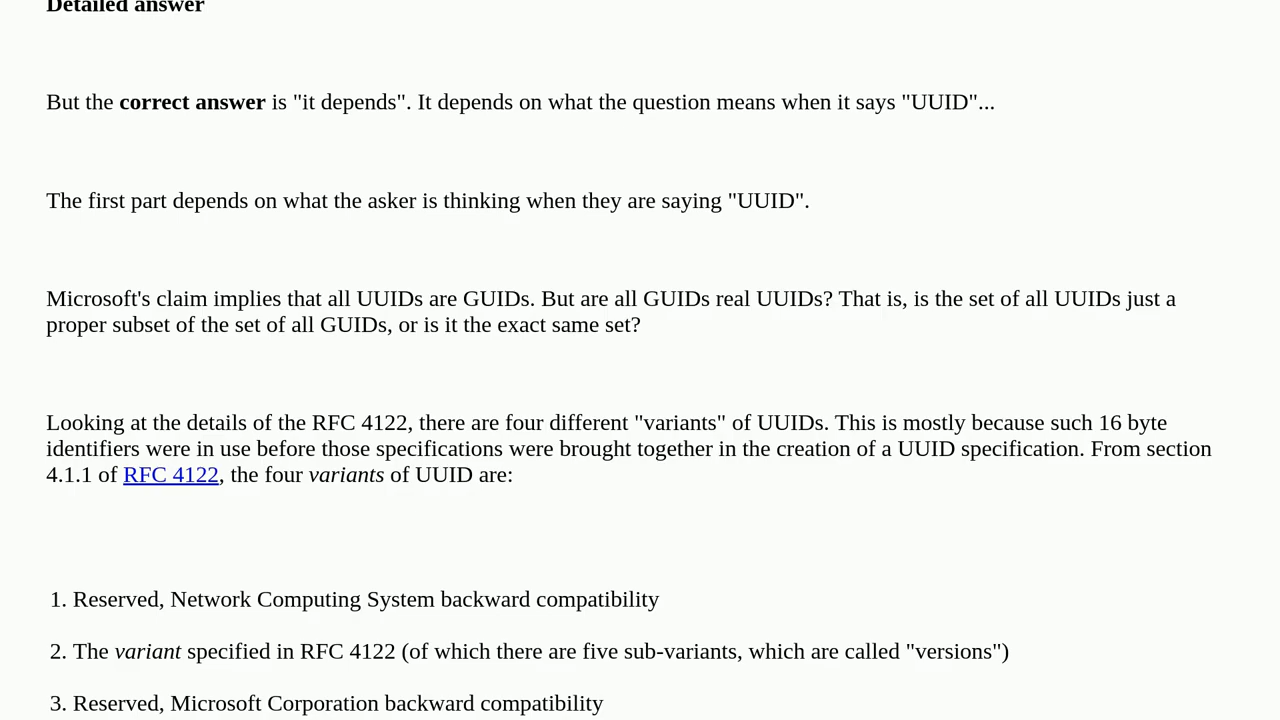 Detailed answer
But the correct answer is "it depends". It depends on what the question means when it says "UUID"...
The first part depends on what the asker is thinking when they are saying "UUID".
Microsoft's claim implies that all UUIDs are GUIDs. But are all GUIDs real UUIDs? That is, is the set of all UUIDs just a
proper subset of the set of all GUIDs, or is it the exact same set?
Looking at the details of the RFC 4122, there are four different "variants" of UUIDs. This is mostly because such 16 byte
identifiers were in use before those specifications were brought together in the creation of a UUID specification. From section
4.1.1 of RFC 4122, the four variants of UUID are:
1. Reserved, Network Computing System backward compatibility
2. The variant specified in RFC 4122 (of which there are five sub-variants, which are called "versions")
3. Reserved, Microsoft Corporation backward compatibility